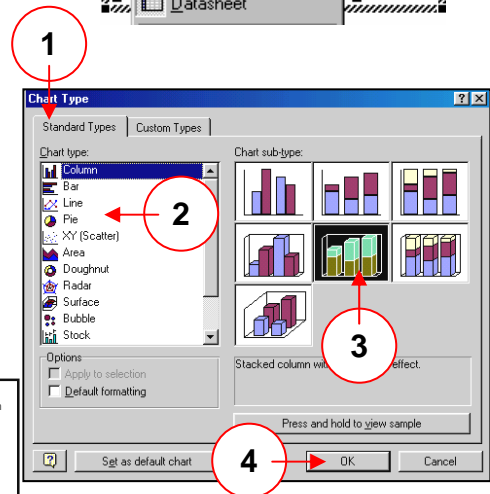 Datasheet
1
Chart Type
Standard Types Custom Types
Chart type:
Column
Bar
Line
Pie
XY (Scatter)
Area
Doughnut
Radar
Surface
Bubble
Stock
2
Chart sub-type:
3
Options
Apply to selection
Default formatting
Stacked column with effect.
Press and hold to view sample
Set as default chart
4
OK
Cancel